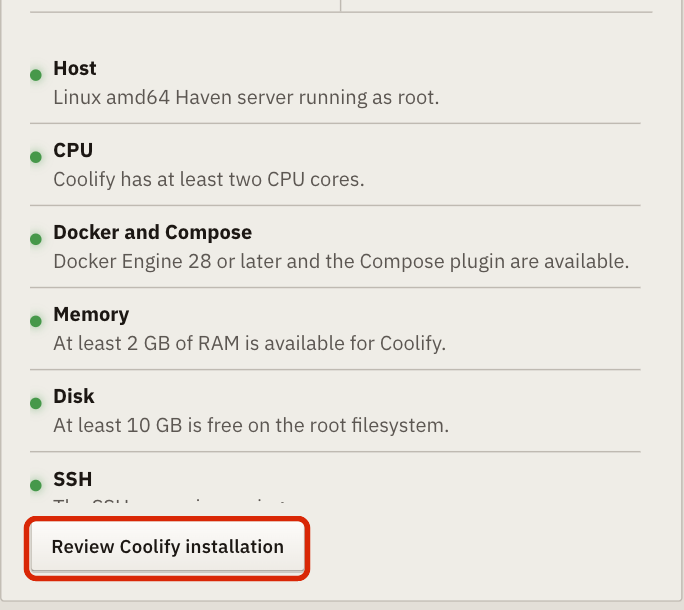 Host
Linux amd64 Haven server running as root.
CPU
Coolify has at least two CPU cores.
Docker and Compose
Docker Engine 28 or later and the Compose plugin are available.
Memory
At least 2 GB of RAM is available for Coolify.
Disk
At least 10 GB is free on the root filesystem.
SSH
The SSH
Review Coolify installation